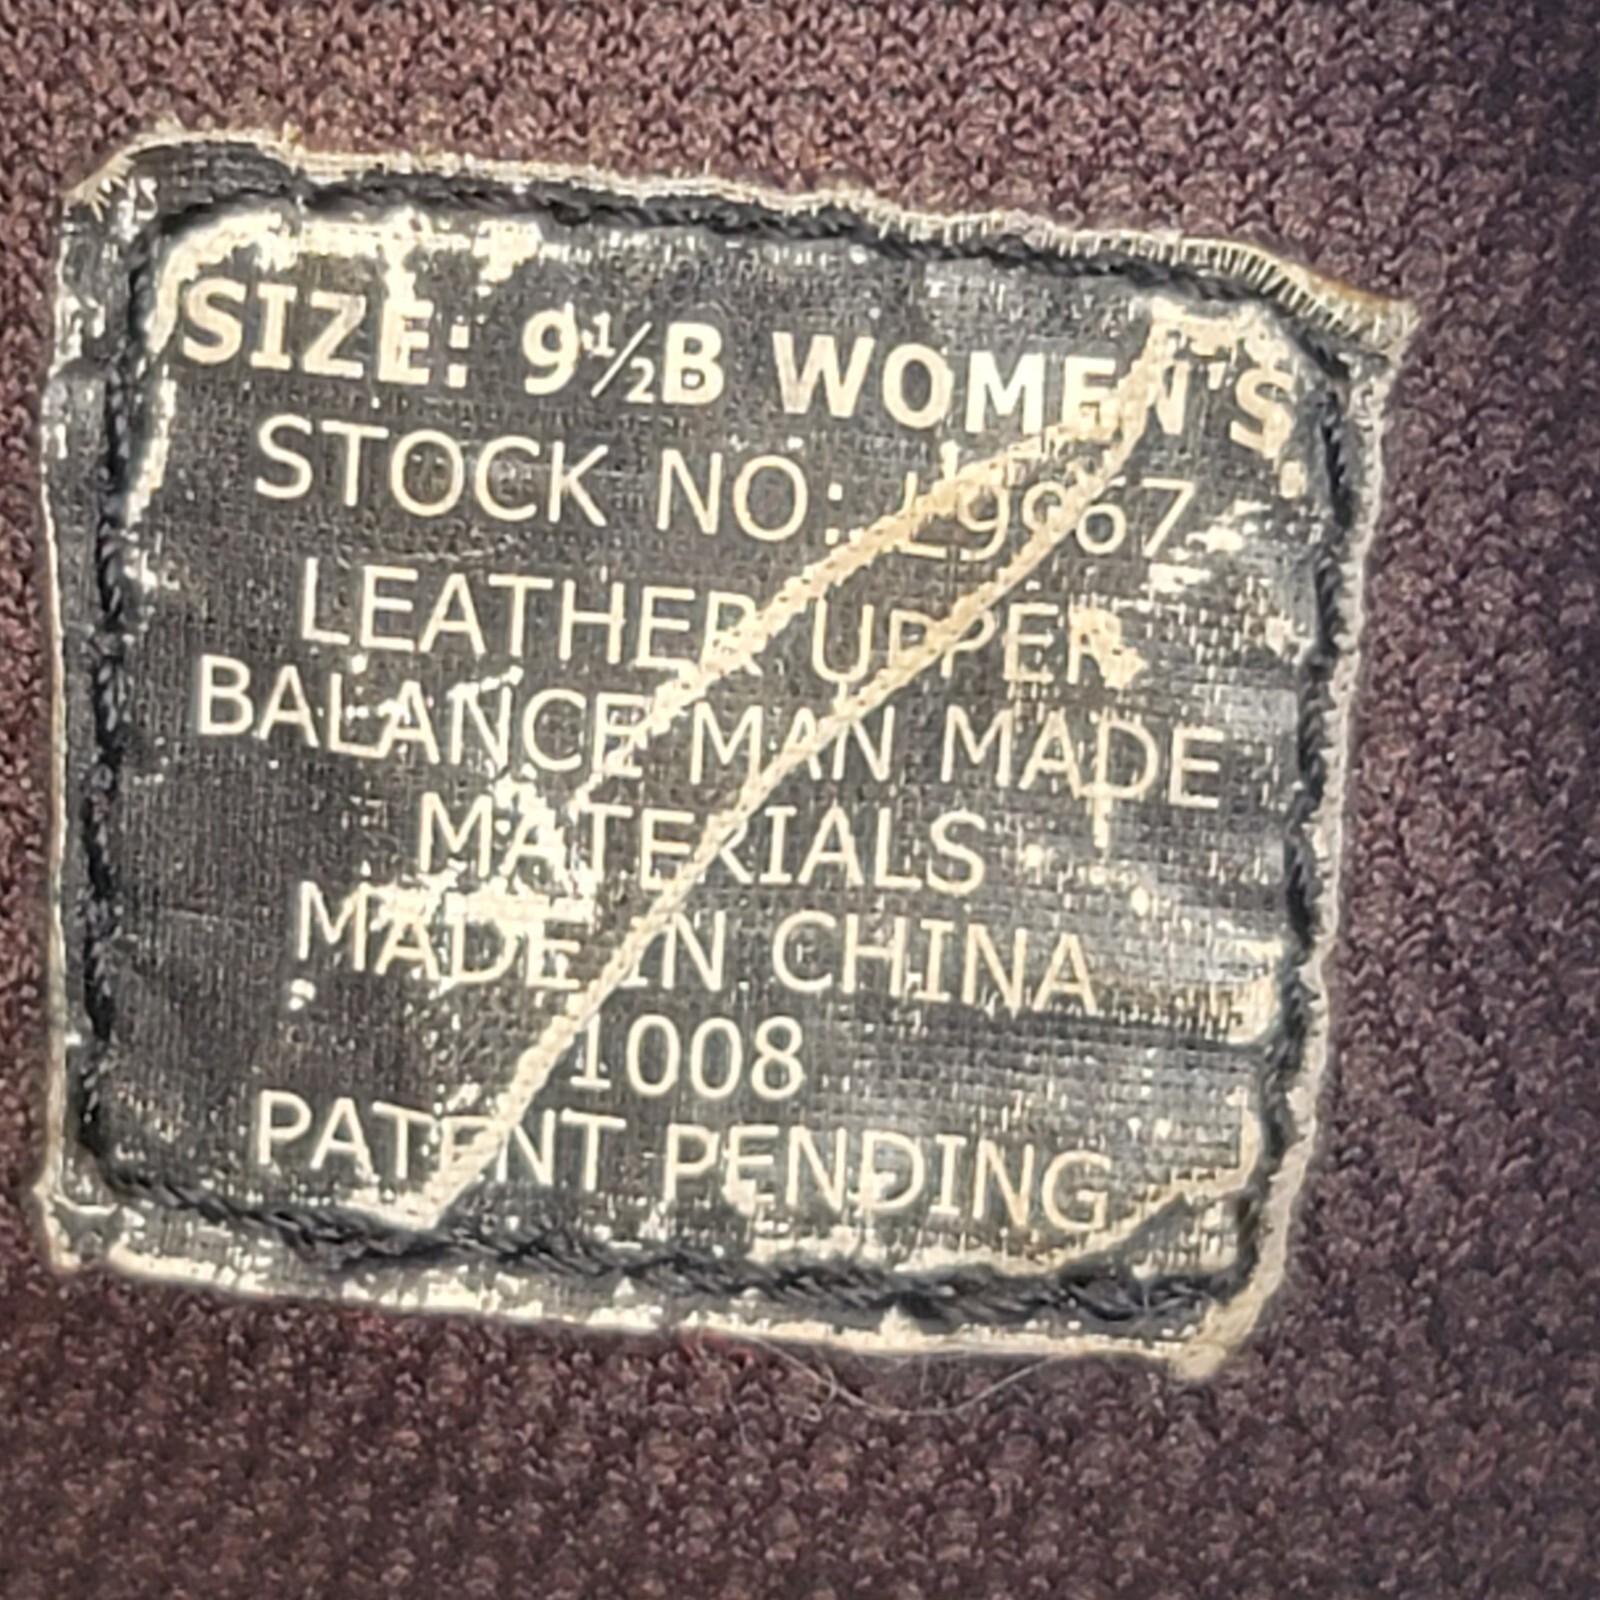 SIZE: 9½B WOMEN'S
STOCK NO: L9967
LEATHER UPPER
BALANCE MAN MADE
MATERIALS
MADE IN CHINA
1008
PATENT PENDING